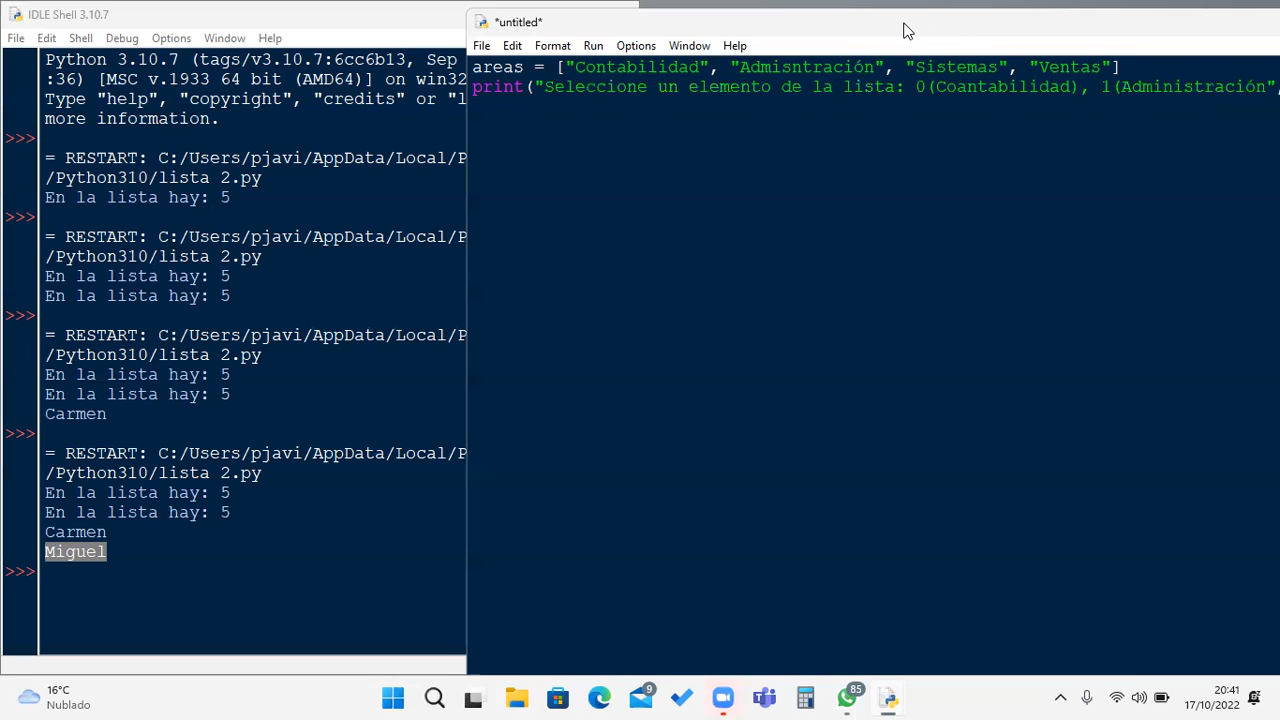 IDLE Shell 3.10.7
File Edit Shell Debug Options Window Help
Python 3.10.7 (tags/v3.10.7:6cc6b13, Sep
:36) [MSC v.1933 64 bit (AMD64)] on win32
Type "help", "copyright", "credits" or "l
more information.
>>>
= RESTART: C:/Users/pjavi/AppData/Local/P
/Python310/lista 2.py
En la lista hay: 5
>>>
= RESTART: C:/Users/pjavi/AppData/Local/P
/Python310/lista 2.py
En la lista hay: 5
En la lista hay: 5
>>>
= RESTART: C:/Users/pjavi/AppData/Local/P
/Python310/lista 2.py
En la lista hay: 5
En la lista hay: 5
Carmen
>>>
= RESTART: C:/Users/pjavi/AppData/Local/P
/Python310/lista 2.py
En la lista hay: 5
En la lista hay: 5
Carmen
Miguel
>>>
*untitled*
File Edit Format Run Options Window Help
areas = ["Contabilidad", "Admisntración", "Sistemas", "Ventas"]
print("Seleccione un elemento de la lista: 0(Coantabilidad), 1(Administración",
16°C
Nublado
9
85
20:41
17/10/2022